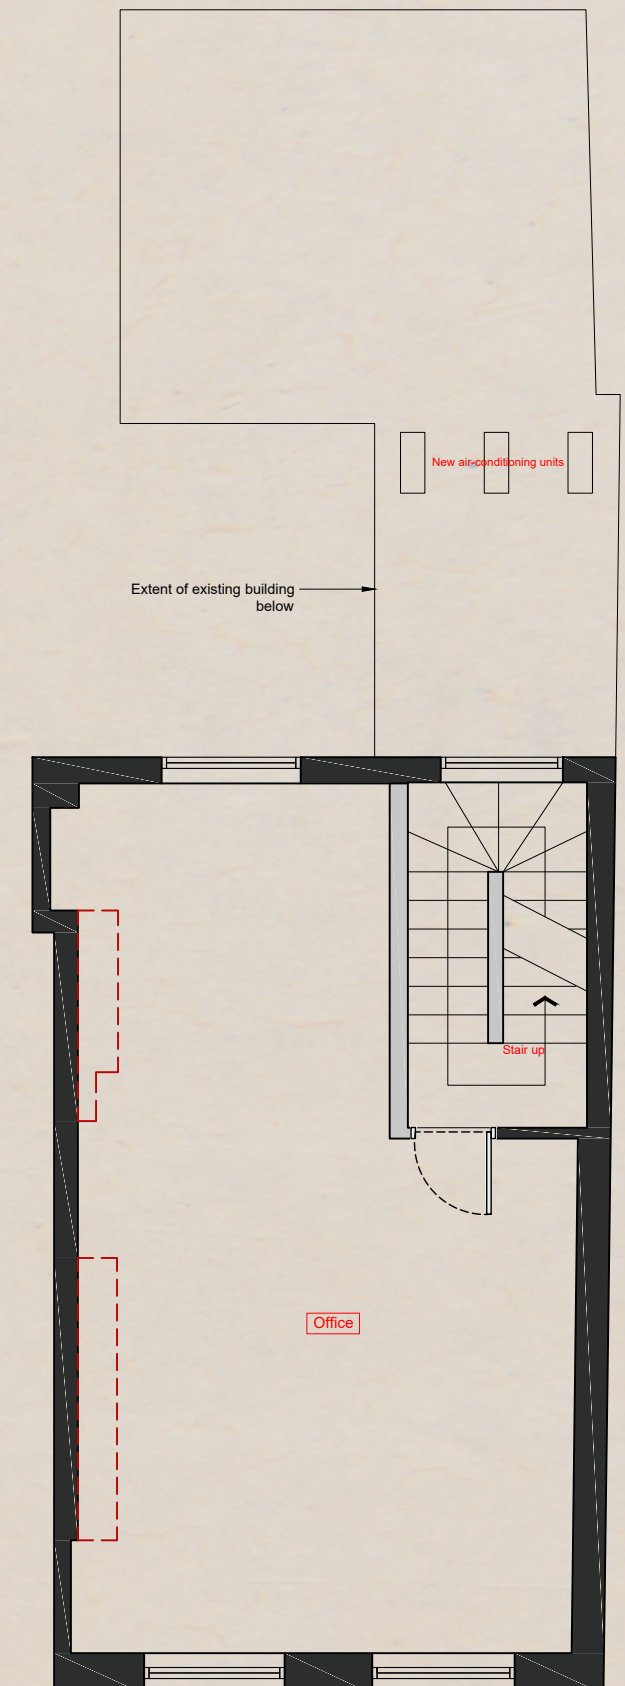 New air-conditioning units
Extent of existing building
below
Stair up
Office